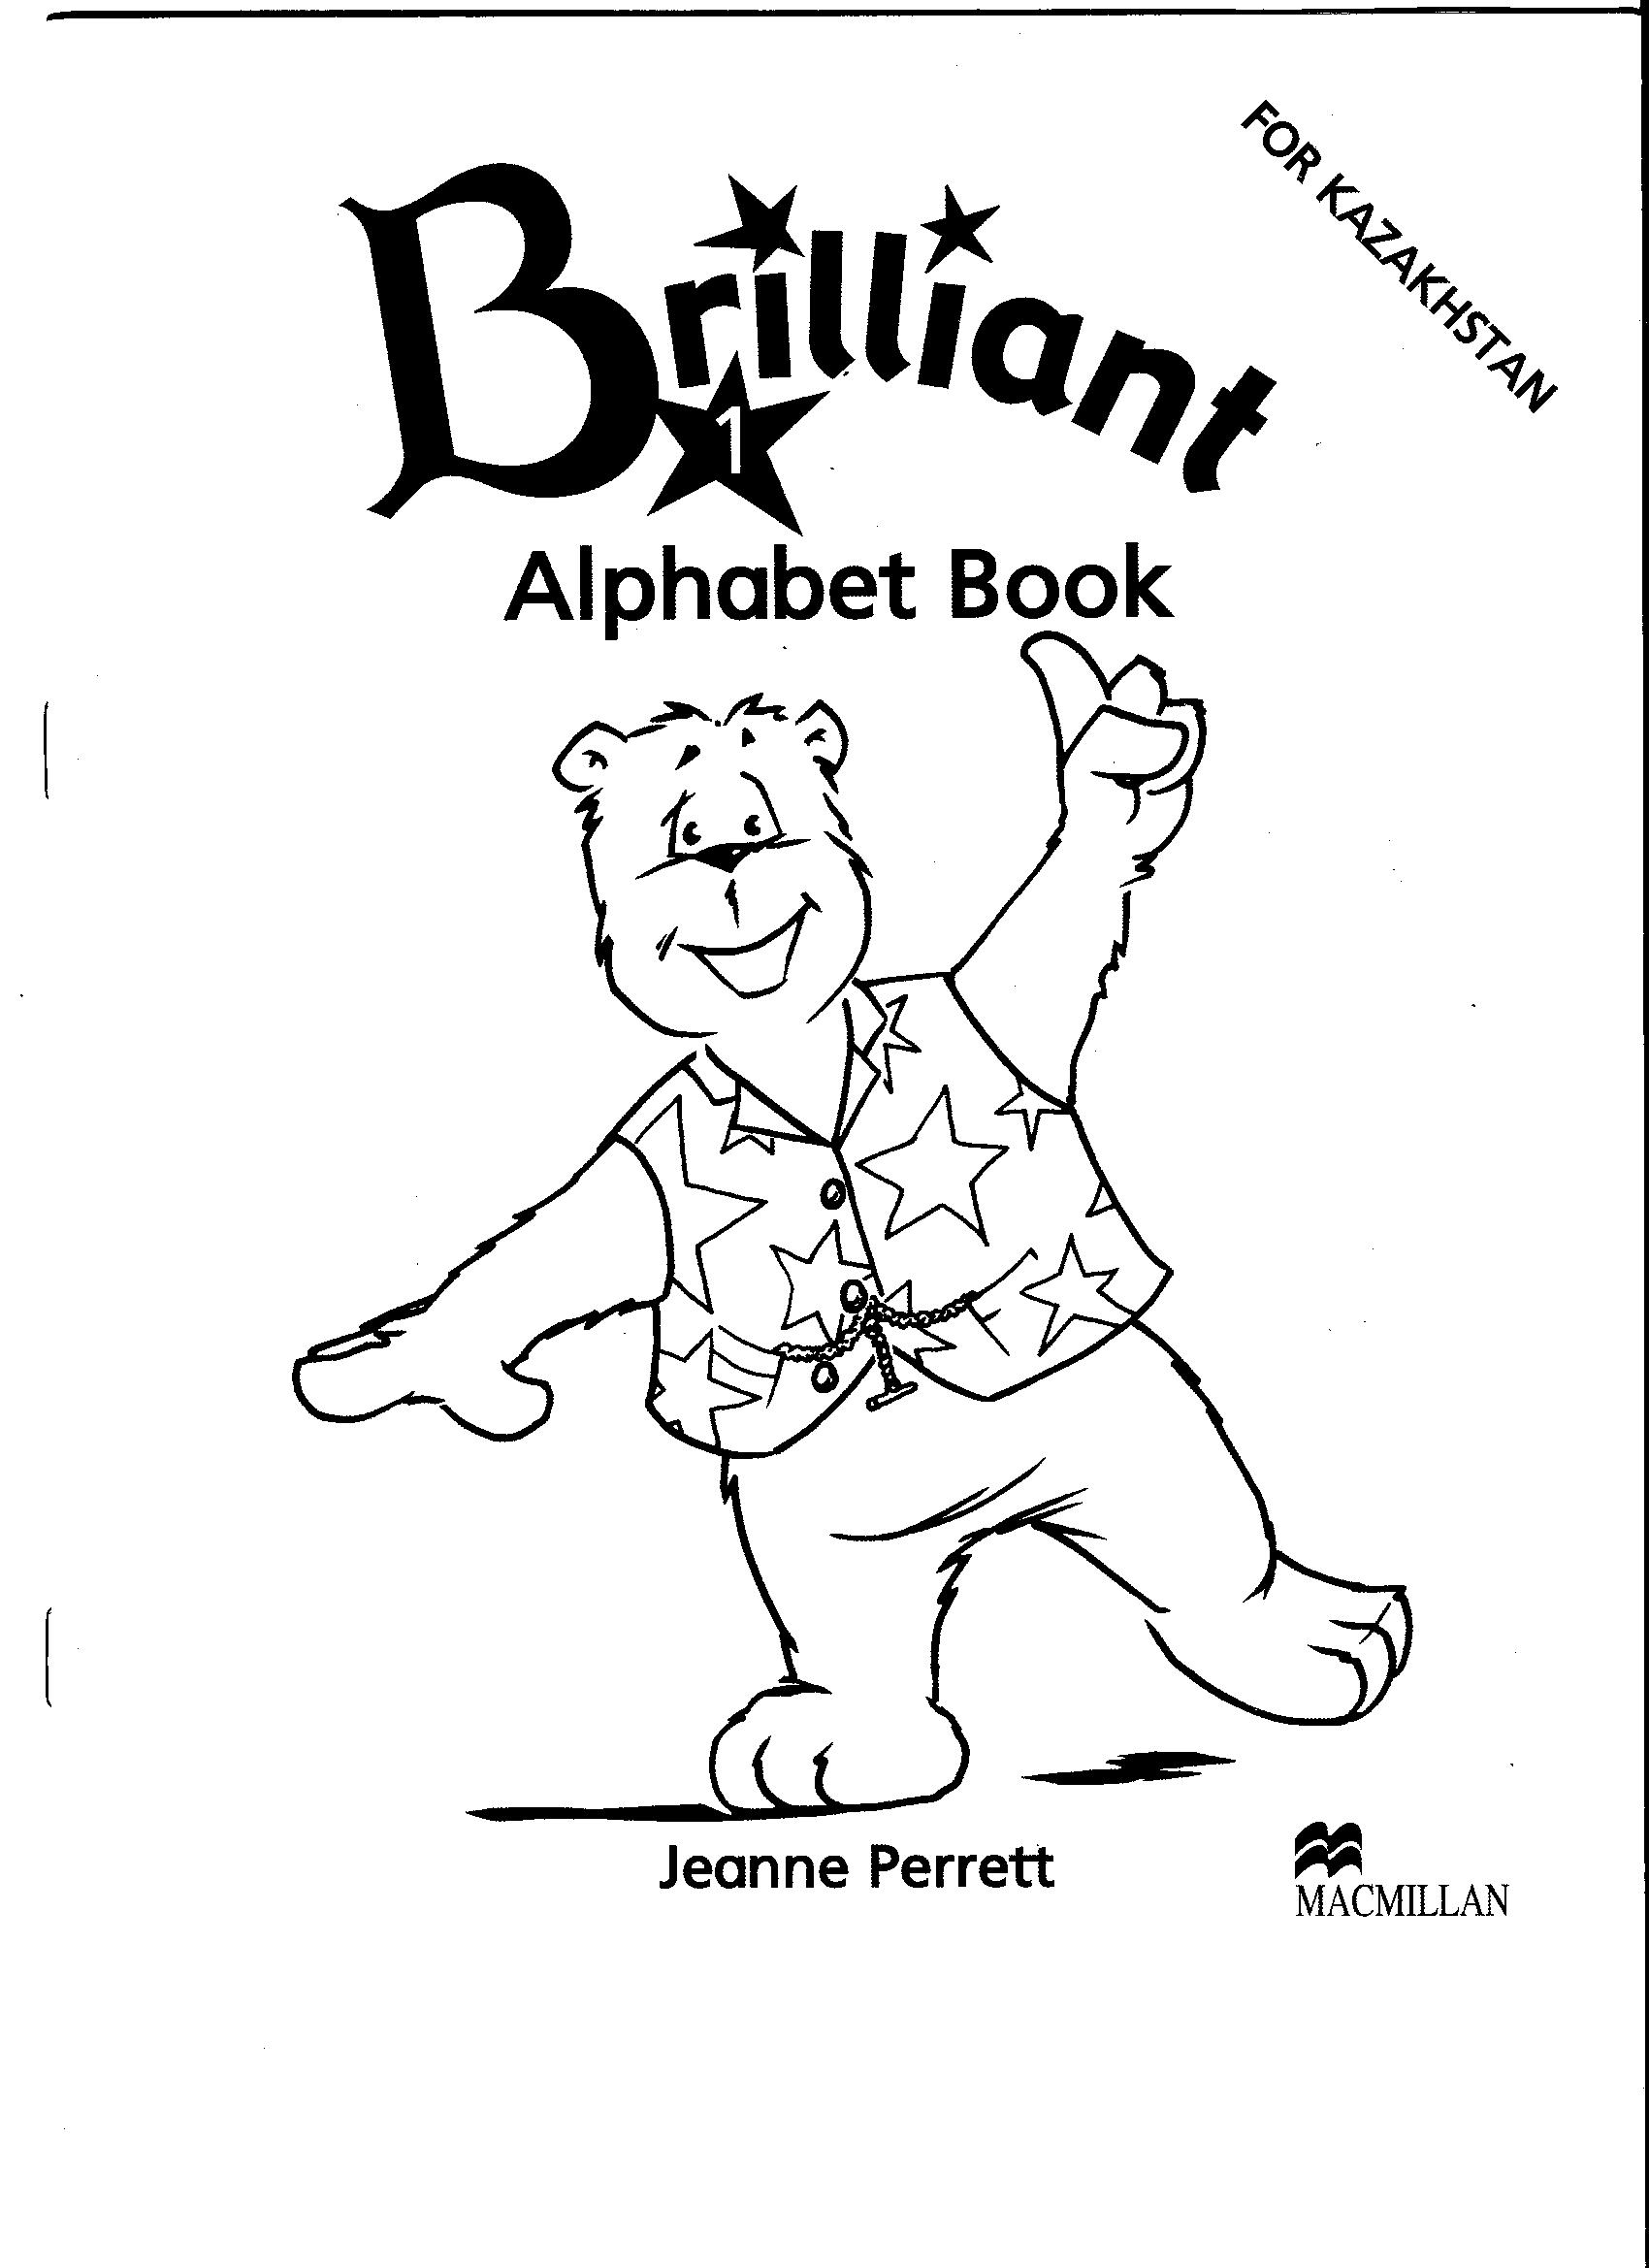 FOR KAZAKHSTAN
Brilliant
1
Alphabet Book
Jeanne Perrett
MACMILLAN